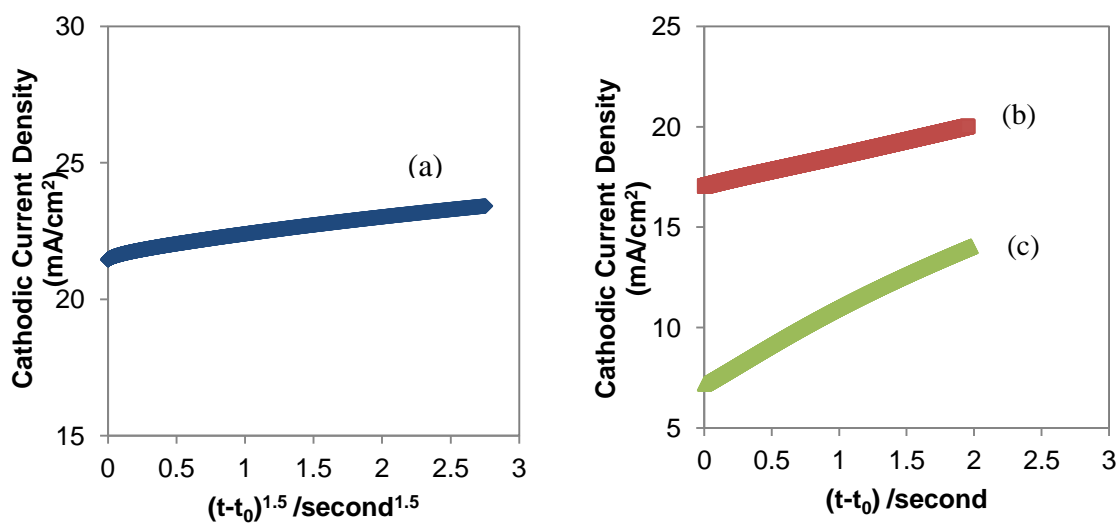 Cathodic Current Density
(mA/cm²)
30
25
20
15
(a)
0 0.5 1 1.5 2 2.5 3
(t-t₀)¹·⁵ /second¹·⁵
Cathodic Current Density
(mA/cm²)
25
20
15
10
5
(b)
(c)
0 0.5 1 1.5 2 2.5 3
(t-t₀) /second